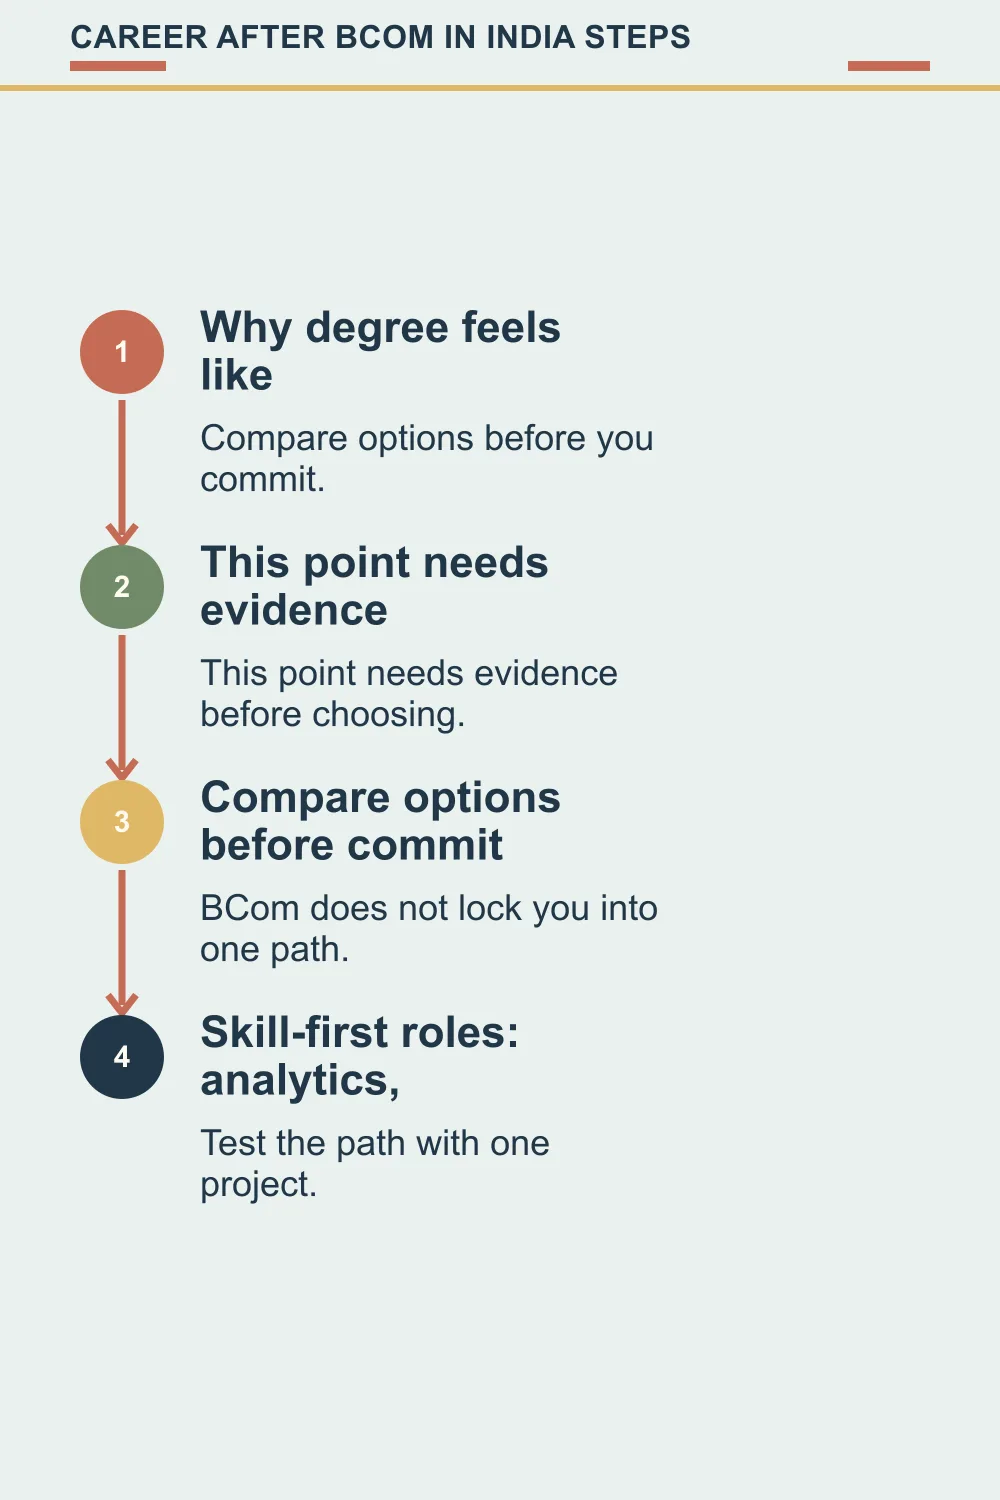 CAREER AFTER BCOM IN INDIA STEPS
1
Why degree feels
like
Compare options before you
commit.
2
This point needs
evidence
This point needs evidence
before choosing.
3
Compare options
before commit
BCom does not lock you into
one path.
4
Skill-first roles:
analytics,
Test the path with one
project.